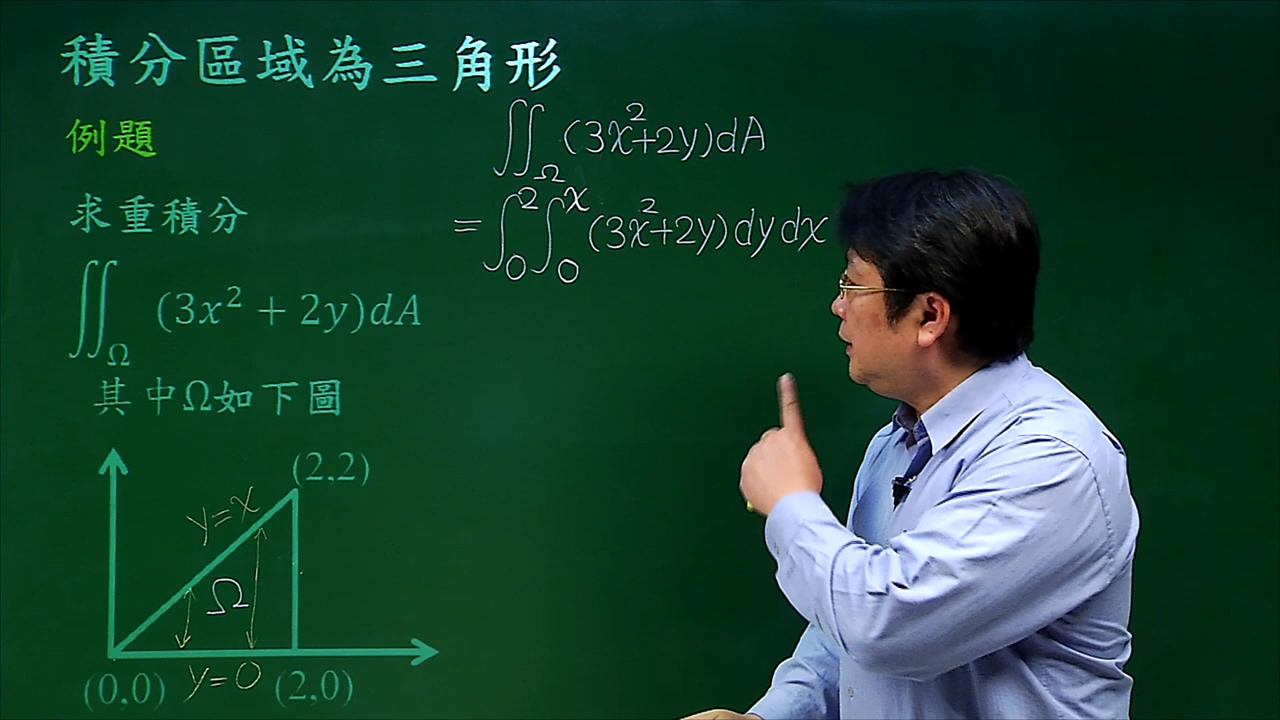 積分區域為三角形
例題
求重積分
∬_Ω (3x² + 2y)dA
其中Ω如下圖
(2,2)
y=x
Ω
(0,0)
y=0
(2,0)
∬_Ω (3x²+2y)dA
=∫₀²∫₀ˣ(3x²+2y)dydx